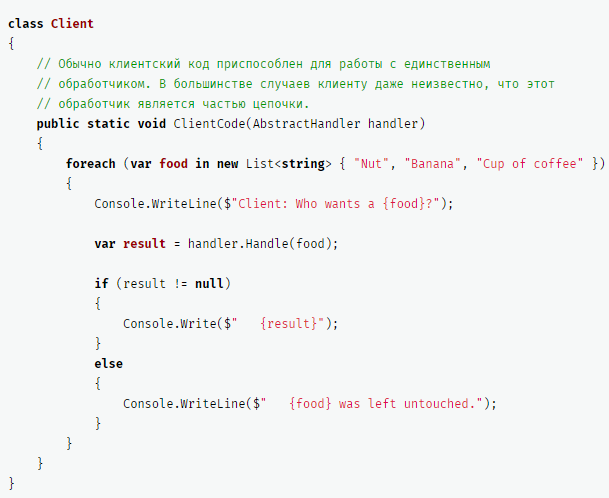 class Client
{
    // Обычно клиентский код приспособлен для работы с единственным
    // обработчиком. В большинстве случаев клиенту даже неизвестно, что этот
    // обработчик является частью цепочки.
    public static void ClientCode(AbstractHandler handler)
    {
        foreach (var food in new List<string> { "Nut", "Banana", "Cup of coffee" })
        {
            Console.WriteLine($"Client: Who wants a {food}?");

            var result = handler.Handle(food);

            if (result != null)
            {
                Console.Write($"   {result}");
            }
            else
            {
                Console.WriteLine($"   {food} was left untouched.");
            }
        }
    }
}